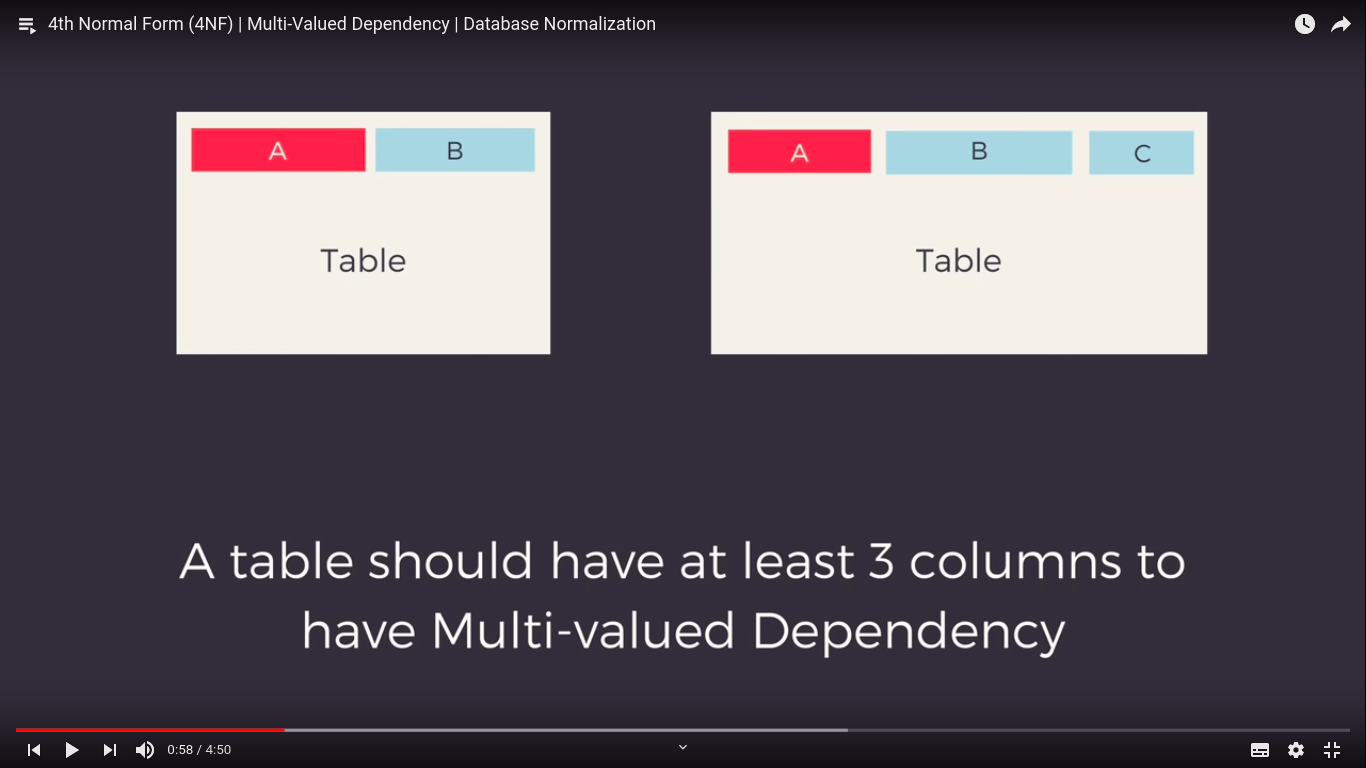 4th Normal Form (4NF) | Multi-Valued Dependency | Database Normalization
A B
Table
A B C
Table
A table should have at least 3 columns to
have Multi-valued Dependency
0:58 / 4:50